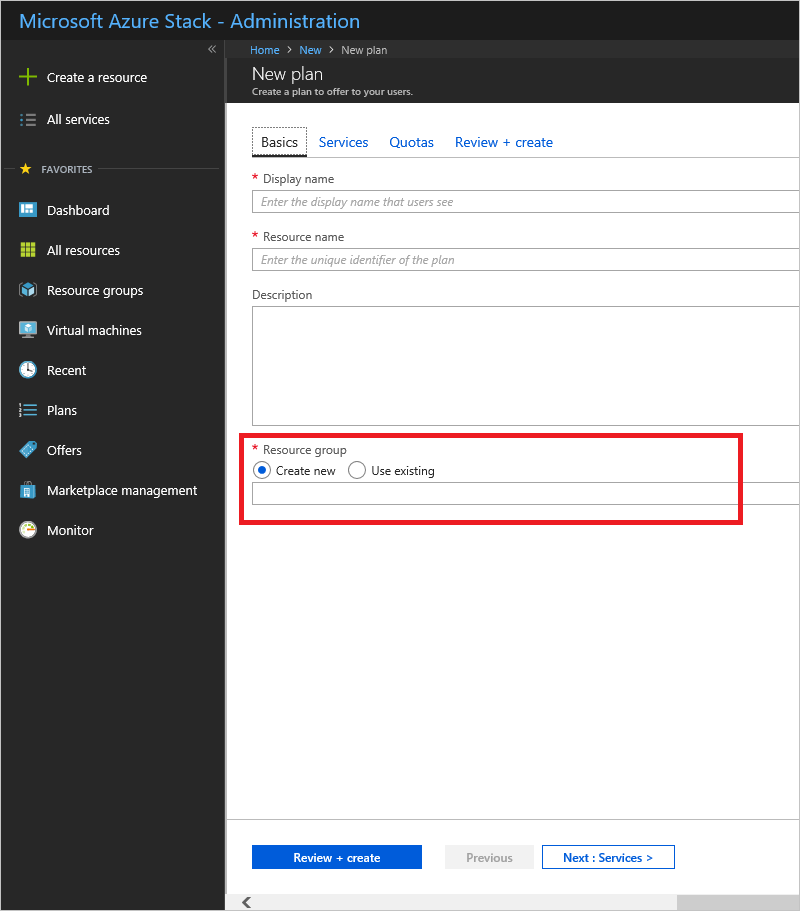 Microsoft Azure Stack - Administration
«
Home > New > New plan
Create a resource
New plan
Create a plan to offer to your users.
All services
Basics Services Quotas Review + create
FAVORITES
* Display name
Enter the display name that users see
Dashboard
* Resource name
All resources
Enter the unique identifier of the plan
Resource groups
Description
Virtual machines
Recent
Plans
Offers
* Resource group
Create new Use existing
Marketplace management
Monitor
Review + create Previous Next : Services >